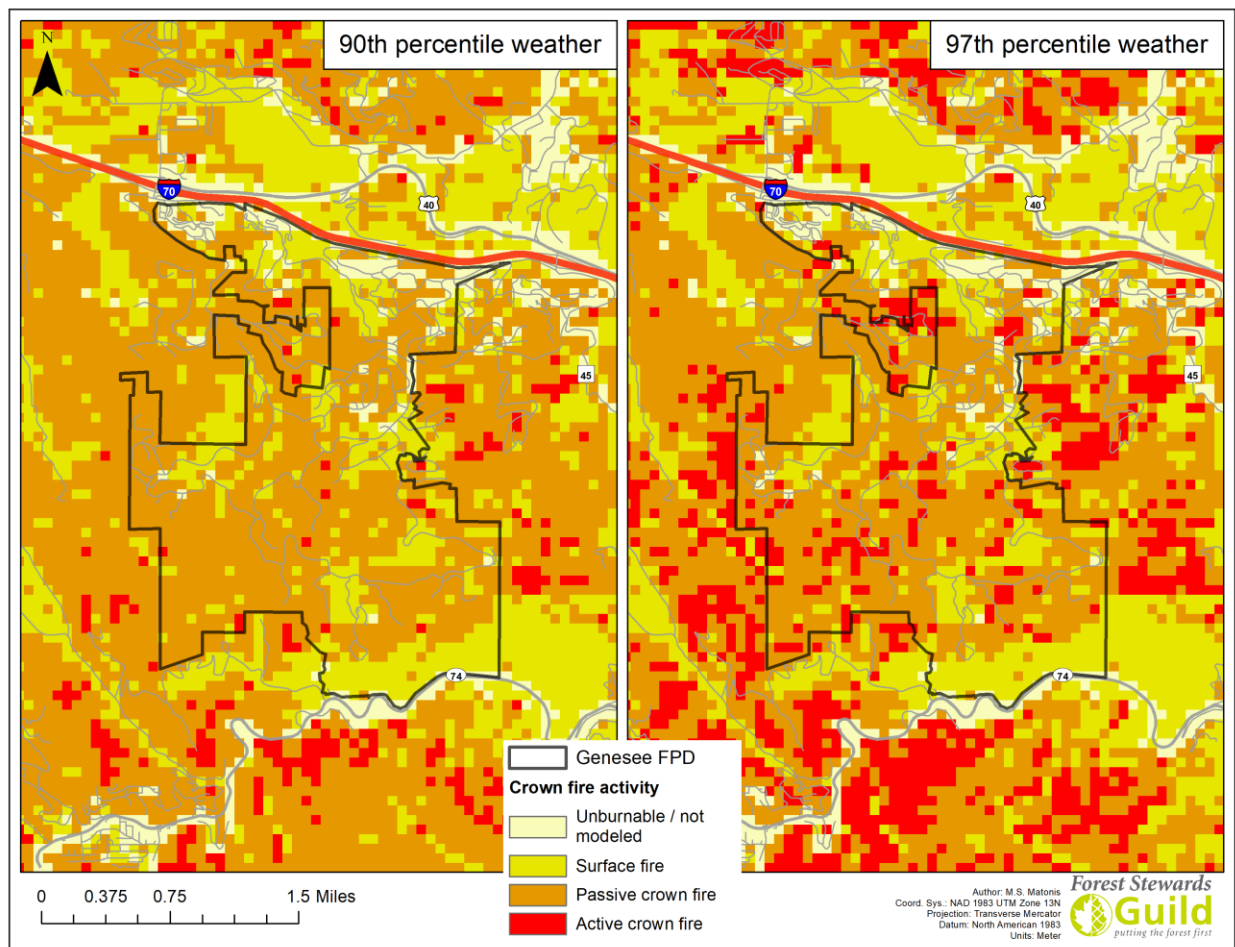 N
90th percentile weather
97th percentile weather
70
40
45
74
70
40
45
74
Genesee FPD
Crown fire activity
Unburnable / not
modeled
Surface fire
Passive crown fire
Active crown fire
0 0.375 0.75 1.5 Miles
Author: M.S. Matonis
Coord. Sys.: NAD 1983 UTM Zone 13N
Projection: Transverse Mercator
Datum: North American 1983
Units: Meter
Forest Stewards
Guild
putting the forest first